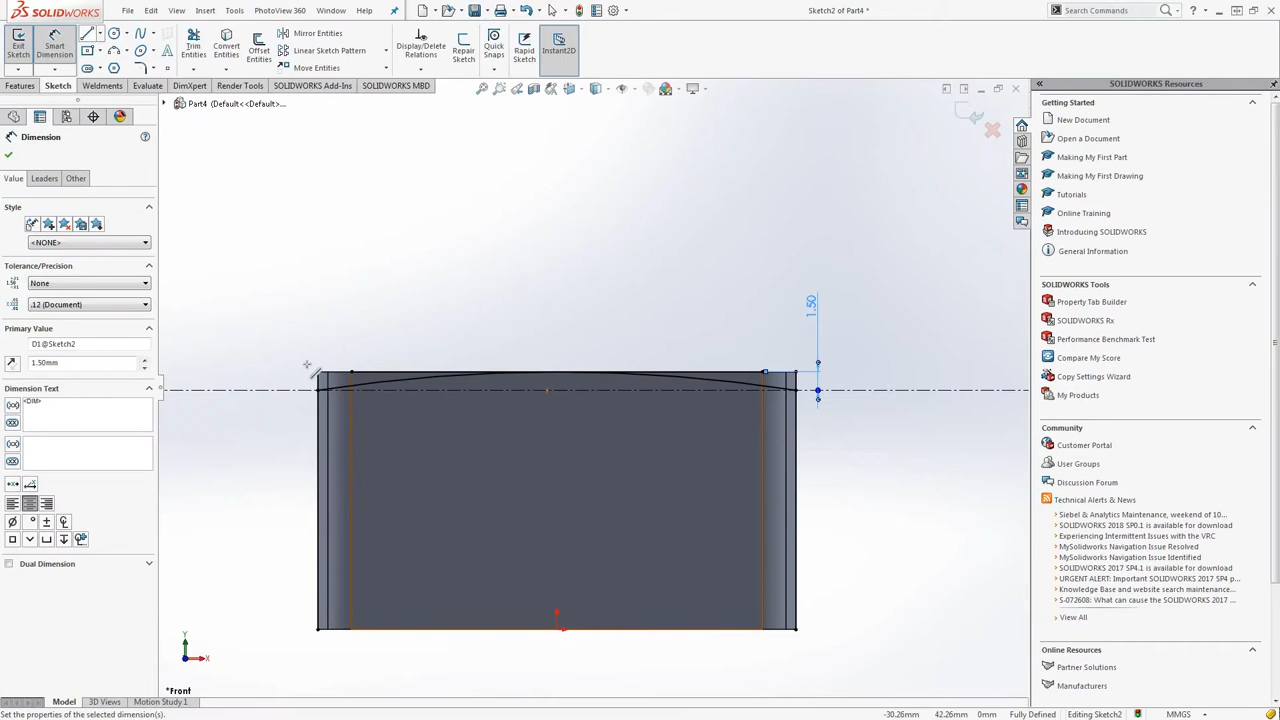 SOLIDWORKS
File Edit View Insert Tools PhotoView 360 Window Help
Sketch2 of Part4 *
Search Commands
Exit Sketch
Smart Dimension
Trim Entities
Convert Entities
Offset Entities
Mirror Entities
Linear Sketch Pattern
Move Entities
Display/Delete Relations
Repair Sketch
Quick Snaps
Rapid Sketch
Instant2D
Features Sketch Weldments Evaluate DimXpert Render Tools SOLIDWORKS Add-Ins SOLIDWORKS MBD
Part4 (Default<<Default>...
Dimension
Value Leaders Other
Style
<NONE>
Tolerance/Precision
None
.12 (Document)
Primary Value
D1@Sketch2
1.50mm
Dimension Text
<DIM>
Dual Dimension
1.50
Y
X
*Front
SOLIDWORKS Resources
Getting Started
New Document
Open a Document
Making My First Part
Making My First Drawing
Tutorials
Online Training
Introducing SOLIDWORKS
General Information
SOLIDWORKS Tools
Property Tab Builder
SOLIDWORKS Rx
Performance Benchmark Test
Compare My Score
Copy Settings Wizard
My Products
Community
Customer Portal
User Groups
Discussion Forum
Technical Alerts & News
Siebel & Analytics Maintenance, weekend of 10...
SOLIDWORKS 2018 SP0.1 is available for download
Experiencing Intermittent Issues with the VRC
MySolidworks Navigation Issue Resolved
MySolidworks Navigation Issue Identified
SOLIDWORKS 2017 SP4.1 is available for download
URGENT ALERT: Important SOLIDWORKS 2017 SP4 p...
Knowledge Base and website search maintenance...
S-072608: What can cause the SOLIDWORKS 2017 ...
View All
Online Resources
Partner Solutions
Manufacturers
Model 3D Views Motion Study 1
Set the properties of the selected dimension(s).
-30.26mm 42.26mm 0mm Fully Defined Editing Sketch2 MMGS